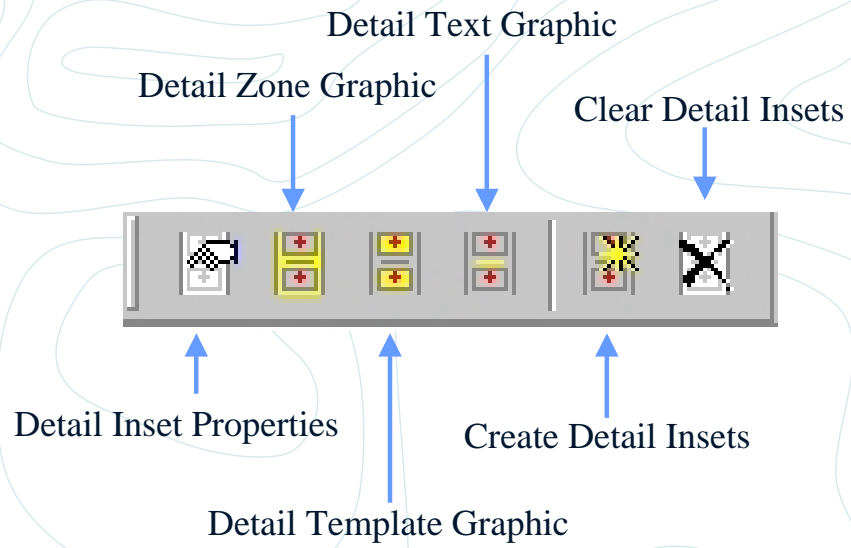 Detail Text Graphic
Detail Zone Graphic
Clear Detail Insets
Detail Inset Properties
Create Detail Insets
Detail Template Graphic